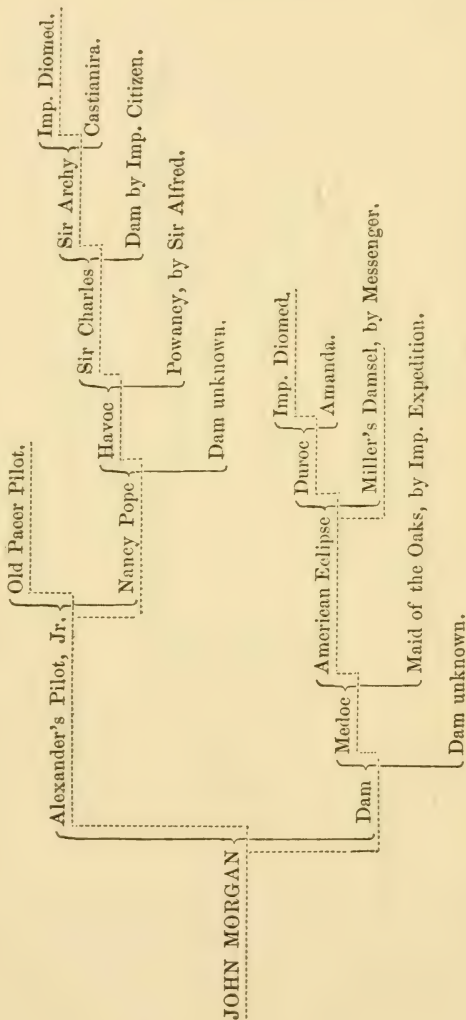 JOHN MORGAN
Alexander's Pilot, Jr.
Old Pacer Pilot.
Nancy Pope
Havoc
Sir Charles
Sir Archy
Imp. Diomed.
Castianira.
Dam by Imp. Citizen.
Powancy, by Sir Alfred.
Dam unknown.
Dam
Medoc
American Eclipse
Duroc
Imp. Diomed.
Amanda.
Miller's Damsel, by Messenger.
Maid of the Oaks, by Imp. Expedition.
Dam unknown.